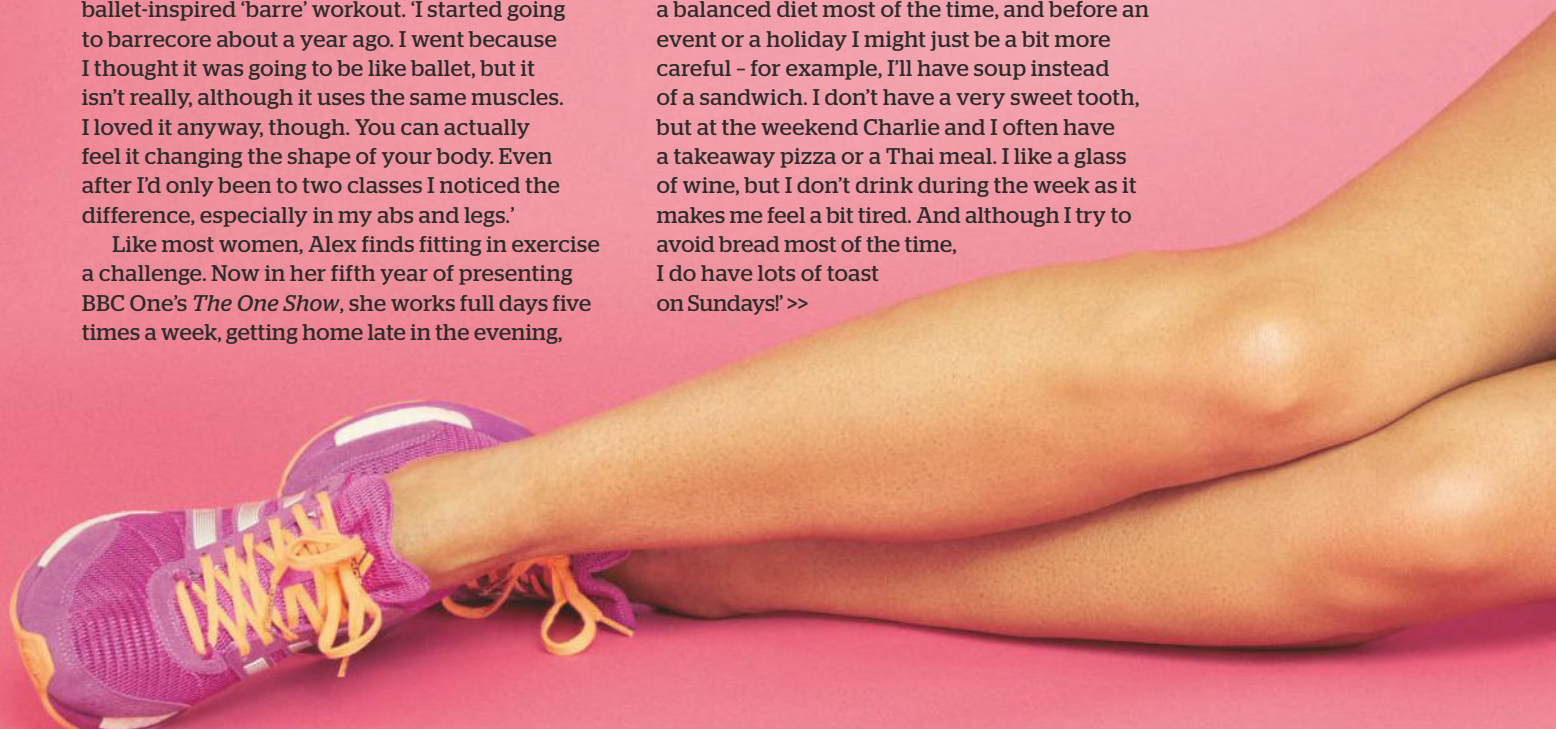 ballet-inspired ‘barre’ workout. ‘I started going
to barrecore about a year ago. I went because
I thought it was going to be like ballet, but it
isn’t really, although it uses the same muscles.
I loved it anyway, though. You can actually
feel it changing the shape of your body. Even
after I’d only been to two classes I noticed the
difference, especially in my abs and legs.’
Like most women, Alex finds fitting in exercise
a challenge. Now in her fifth year of presenting
BBC One’s The One Show, she works full days five
times a week, getting home late in the evening,
a balanced diet most of the time, and before an
event or a holiday I might just be a bit more
careful – for example, I’ll have soup instead
of a sandwich. I don’t have a very sweet tooth,
but at the weekend Charlie and I often have
a takeaway pizza or a Thai meal. I like a glass
of wine, but I don’t drink during the week as it
makes me feel a bit tired. And although I try to
avoid bread most of the time,
I do have lots of toast
on Sundays!’ >>